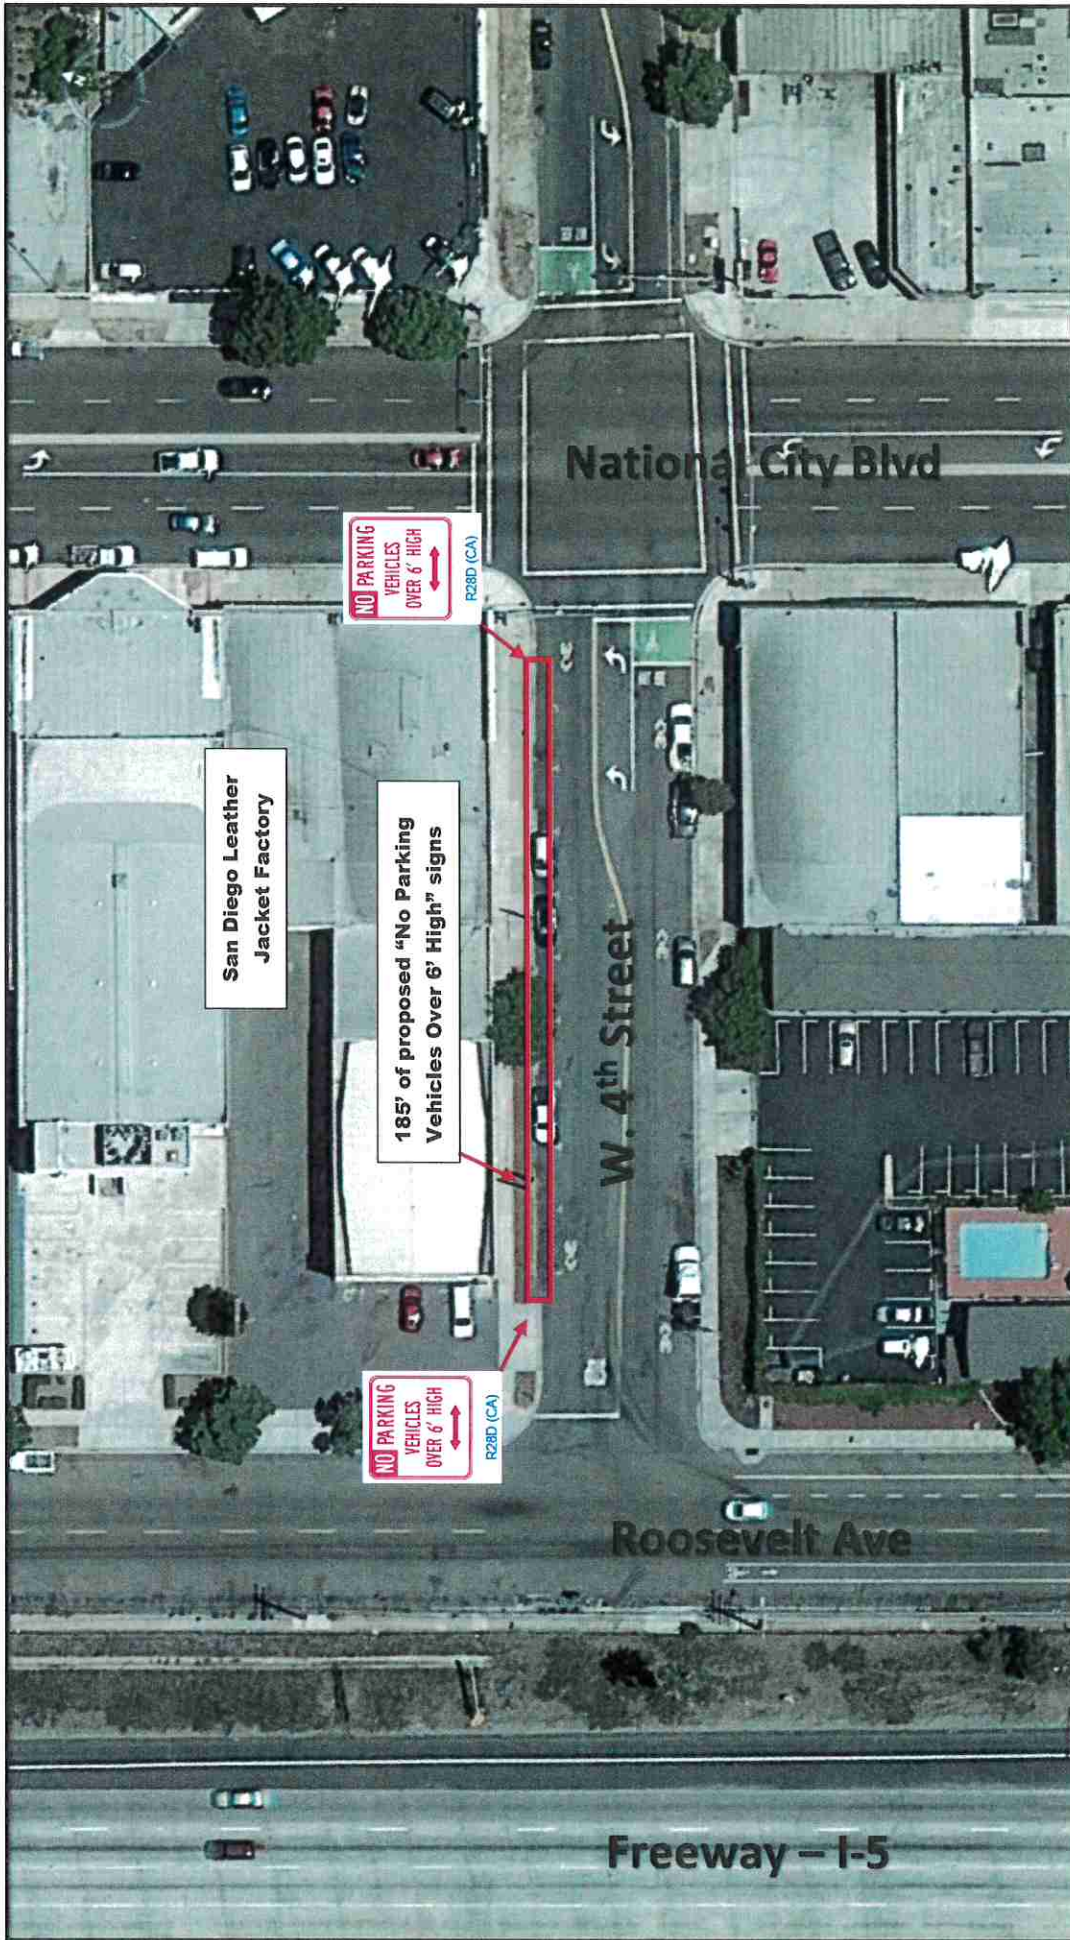 National City Blvd
NO PARKING
VEHICLES
OVER 6' HIGH
R28D (CA)
San Diego Leather
Jacket Factory
185' of proposed “No Parking
Vehicles Over 6' High” signs
W. 4th Street
NO PARKING
VEHICLES
OVER 6' HIGH
R28D (CA)
Roosevelt Ave
Freeway – I-5